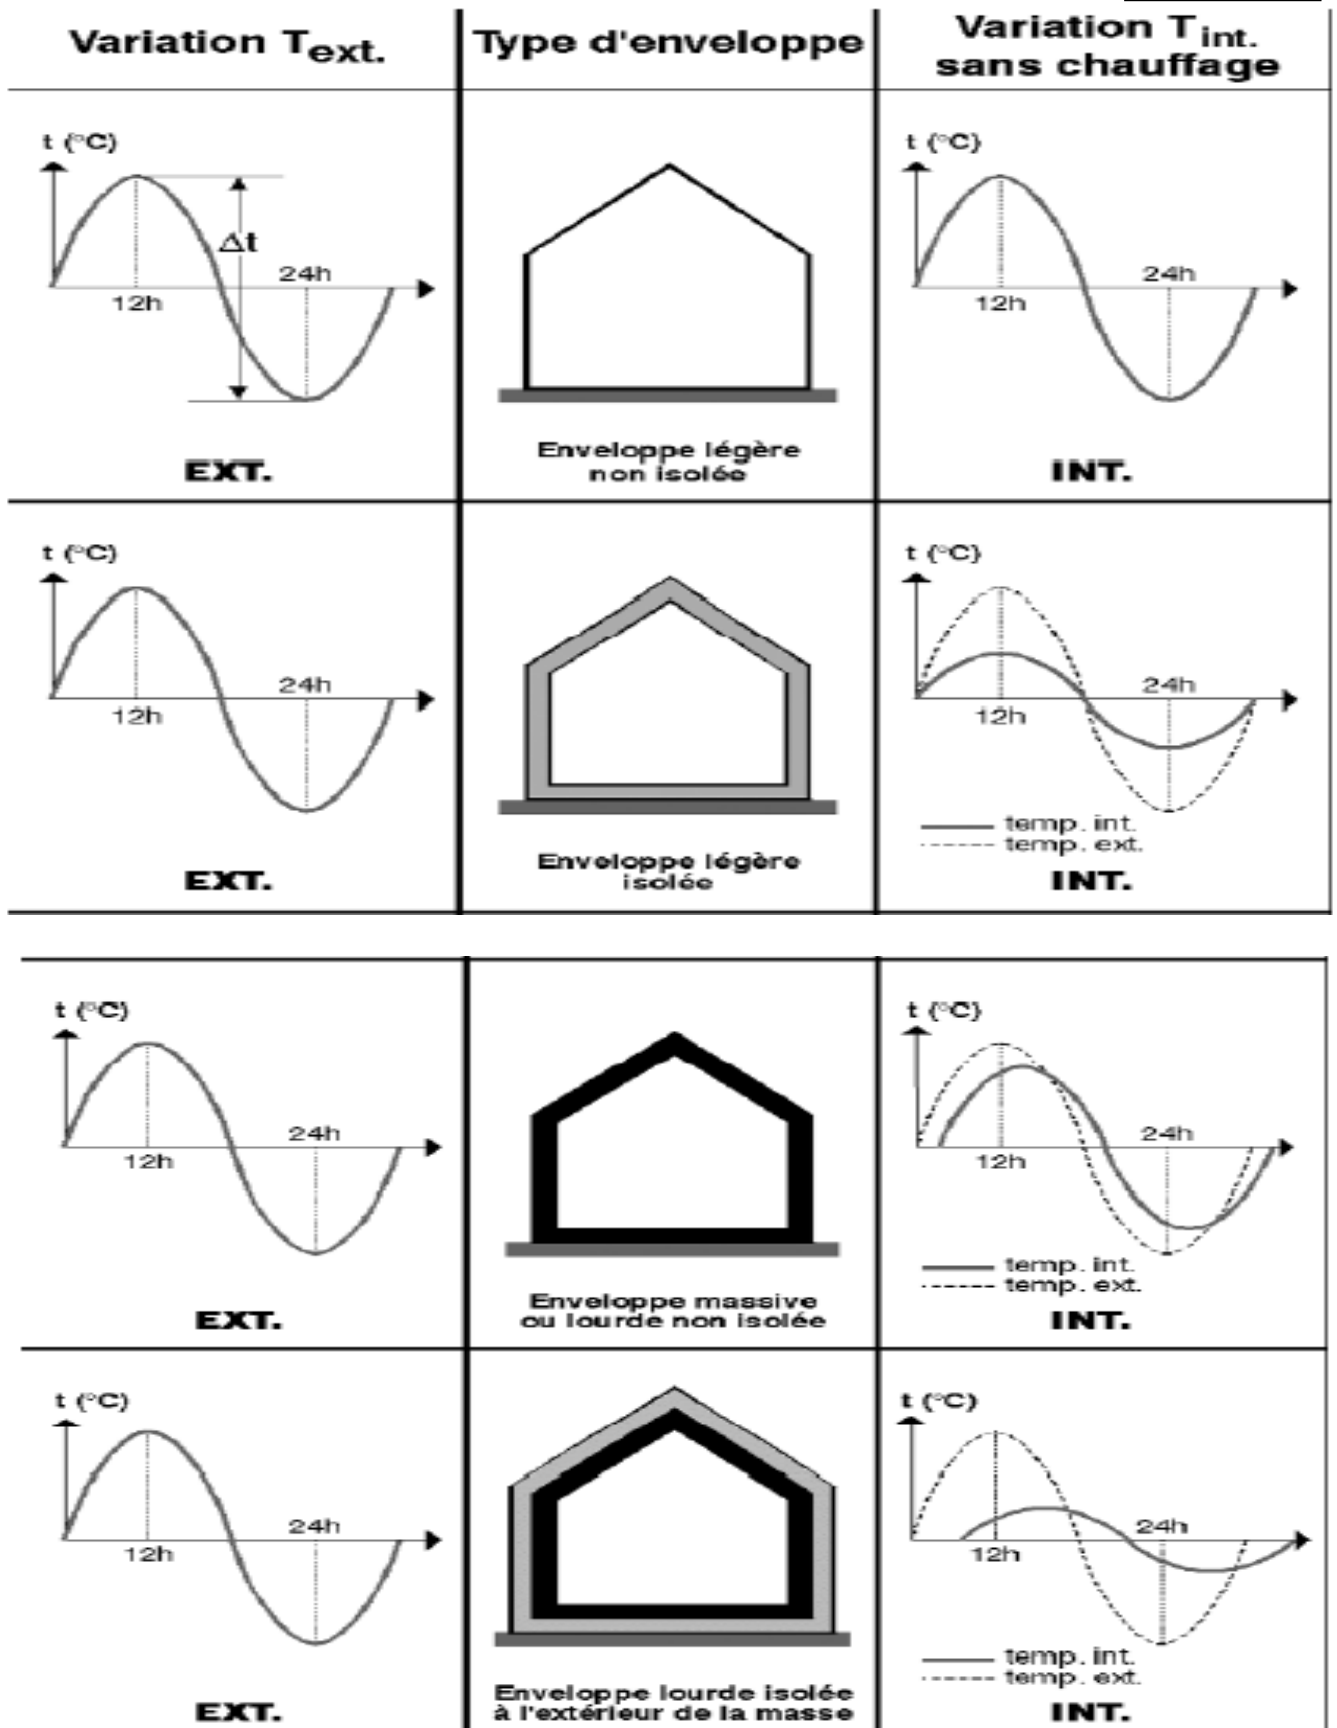 Variation Text.
Type d'enveloppe
Variation Tint.
sans chauffage
t (°C)
Δt
24h
12h
EXT.
Enveloppe légère
non isolée
t (°C)
24h
12h
INT.
t (°C)
24h
12h
EXT.
Enveloppe légère
isolée
t (°C)
24h
12h
temp. int.
temp. ext.
INT.
t (°C)
24h
12h
EXT.
Enveloppe massive
ou lourde non isolée
t (°C)
24h
12h
temp. int.
temp. ext.
INT.
t (°C)
24h
12h
EXT.
Enveloppe lourde isolée
à l'extérieur de la masse
t (°C)
24h
12h
temp. int.
temp. ext.
INT.